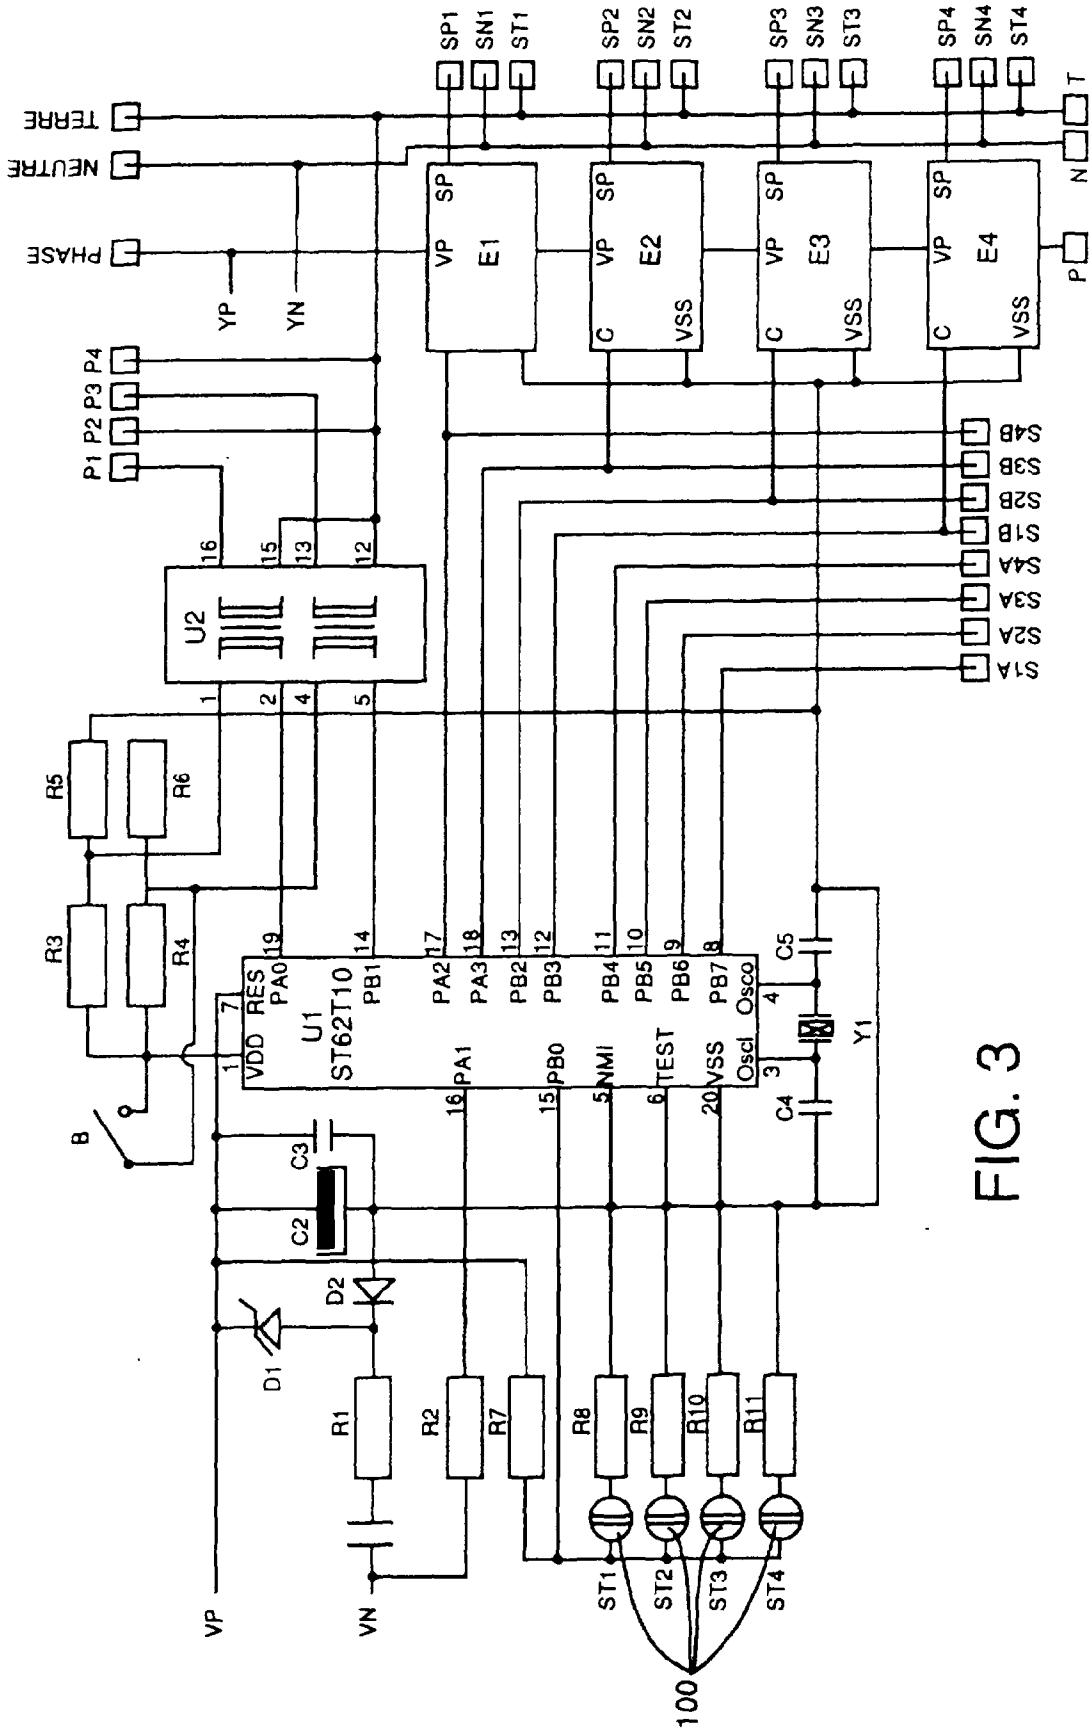 TERRE
NEUTRE
PHASE
YP
YN
P1
P2
P3
P4
SP1
SN1
ST1
SP2
SN2
ST2
SP3
SN3
ST3
SP4
SN4
ST4
T
N
P
VP
SP
E1
C
VP
SP
E2
VSS
C
VP
SP
E3
VSS
C
VP
SP
E4
VSS
U2
16
15
13
12
1
2
4
5
R5
R6
R3
R4
B
S4B
S3B
S2B
S1B
S4A
S3A
S2A
S1A
U1
ST62T10
1
VDD
7
RES
PA0
19
PB1
14
PA2
17
PA3
18
PB2
13
PB3
12
PB4
11
PB5
10
PB6
9
PB7
8
PA1
16
PB0
15
NMI
5
TEST
6
VSS
20
OscI
3
Osco
4
C3
C2
C4
C5
Y1
D1
D2
R1
R2
R7
R8
R9
R10
R11
VP
VN
ST1
ST2
ST3
ST4
100
FIG. 3